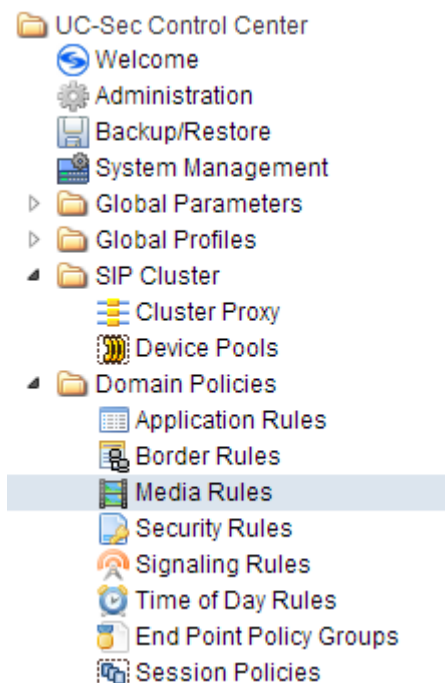 UC-Sec Control Center
Welcome
Administration
Backup/Restore
System Management
Global Parameters
Global Profiles
SIP Cluster
Cluster Proxy
Device Pools
Domain Policies
Application Rules
Border Rules
Media Rules
Security Rules
Signaling Rules
Time of Day Rules
End Point Policy Groups
Session Policies